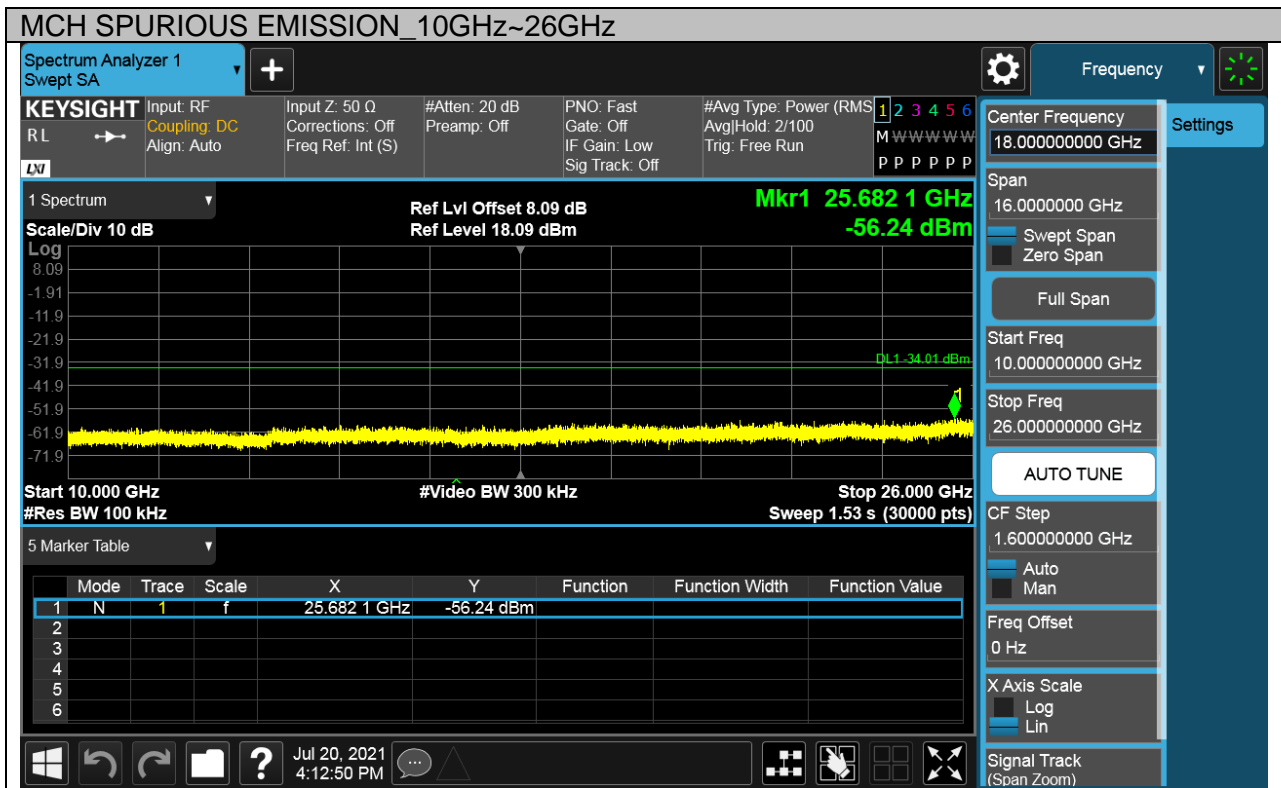 MCH SPURIOUS EMISSION_10GHz~26GHz
Spectrum Analyzer 1
Swept SA
+
Frequency
KEYSIGHT
RL
LXI
Input: RF
Coupling: DC
Align: Auto
Input Z: 50 Ω
Corrections: Off
Freq Ref: Int (S)
#Atten: 20 dB
Preamp: Off
PNO: Fast
Gate: Off
IF Gain: Low
Sig Track: Off
#Avg Type: Power (RMS
Avg|Hold: 2/100
Trig: Free Run
1 2 3 4 5 6
M W W W W W
P P P P P P
1 Spectrum
Scale/Div 10 dB
Ref Lvl Offset 8.09 dB
Ref Level 18.09 dBm
Mkr1 25.682 1 GHz
-56.24 dBm
Log
8.09
-1.91
-11.9
-21.9
-31.9
-41.9
-51.9
-61.9
-71.9
DL1 -34.01 dBm
1
Start 10.000 GHz
#Res BW 100 kHz
#Video BW 300 kHz
Stop 26.000 GHz
Sweep 1.53 s (30000 pts)
5 Marker Table
Mode Trace Scale X Y Function Function Width Function Value
1 N 1 f 25.682 1 GHz -56.24 dBm
2
3
4
5
6
Center Frequency
18.000000000 GHz
Settings
Span
16.0000000 GHz
Swept Span
Zero Span
Full Span
Start Freq
10.000000000 GHz
Stop Freq
26.000000000 GHz
AUTO TUNE
CF Step
1.600000000 GHz
Auto
Man
Freq Offset
0 Hz
X Axis Scale
Log
Lin
Signal Track
(Span Zoom)
?
Jul 20, 2021
4:12:50 PM